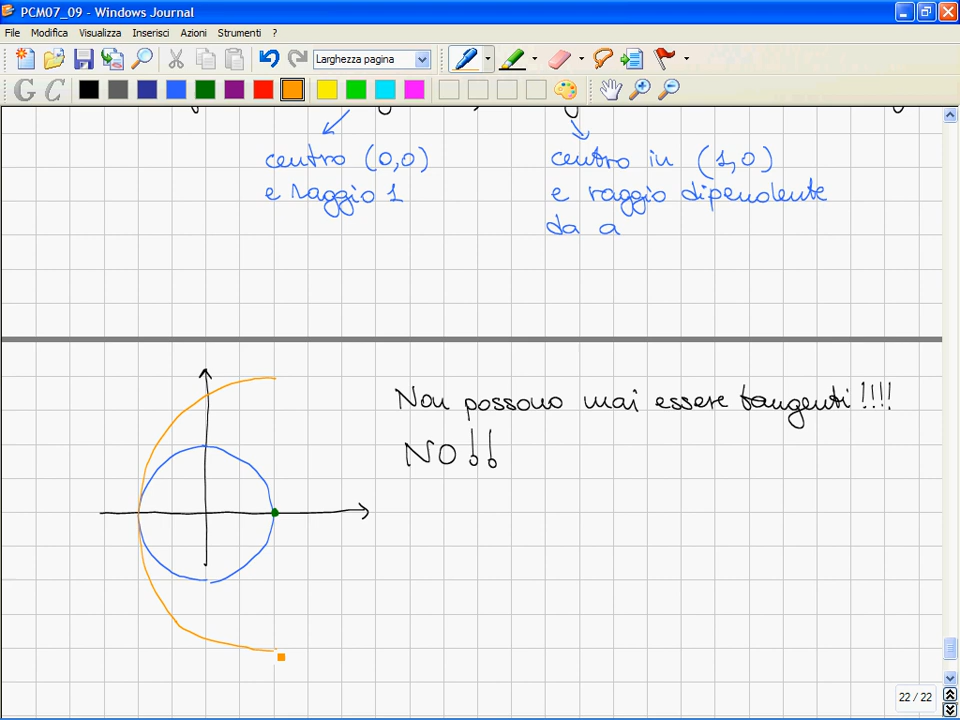 PCM07_09 - Windows Journal
File Modifica Visualizza Inserisci Azioni Strumenti ?
Larghezza pagina
G C
centro (0,0)
e raggio 1
centro in (1,0)
e raggio dipendente
da a
Non possono mai essere tangenti!!!!
NO!!
22 / 22